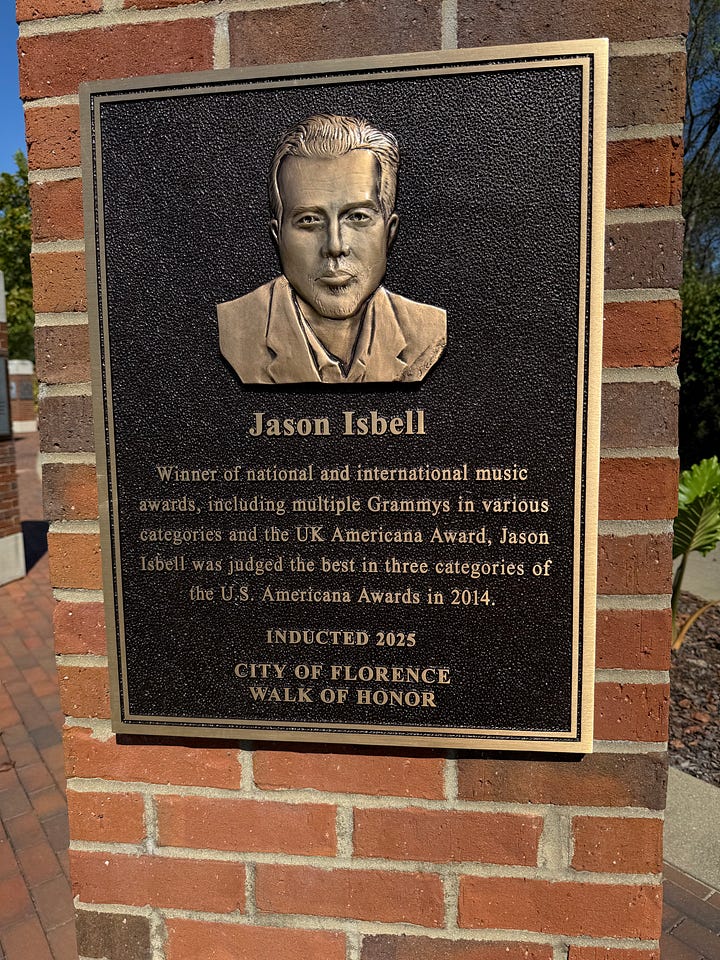 Jason Isbell
Winner of national and international music
awards, including multiple Grammys in various
categories and the UK Americana Award, Jason
Isbell was judged the best in three categories of
the U.S. Americana Awards in 2014.
INDUCTED 2025
CITY OF FLORENCE
WALK OF HONOR